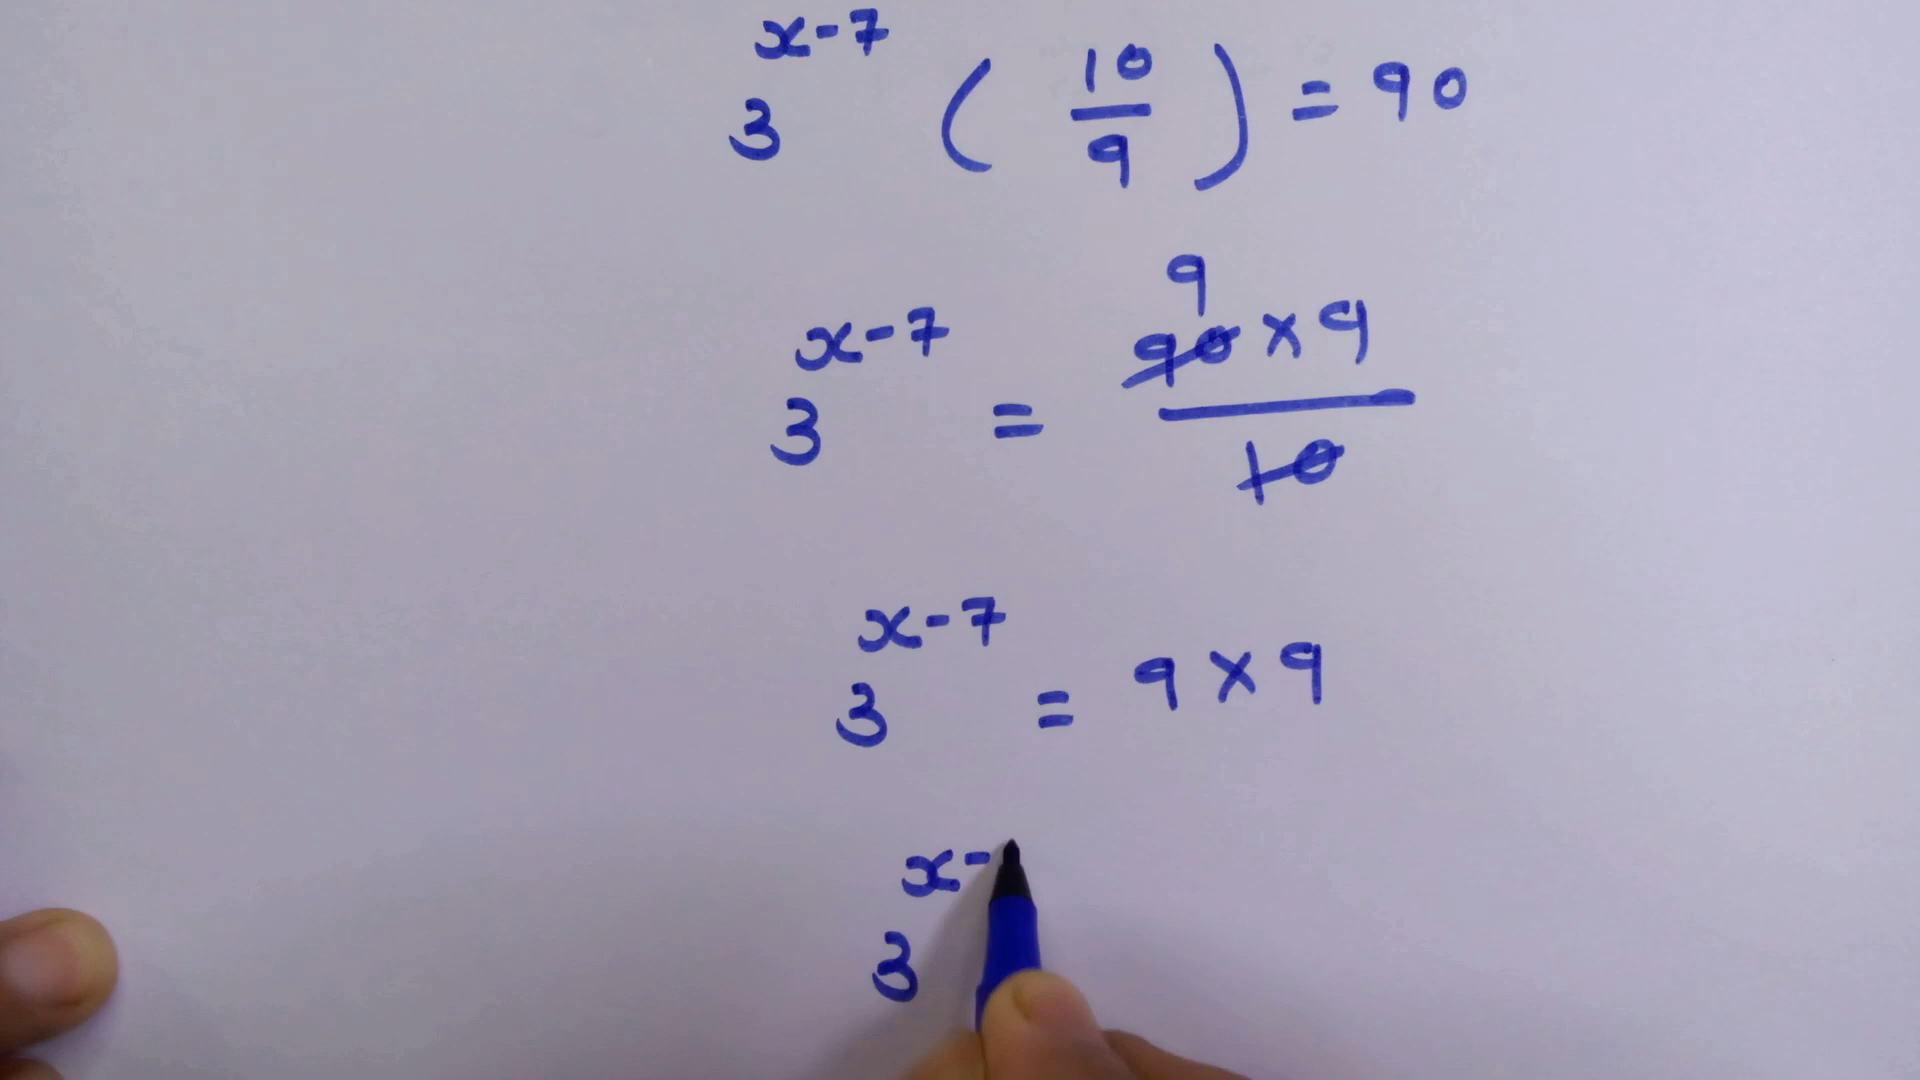 3^(x-7) (10/9) = 90
3^(x-7) = (9 90 × 9)/10
3^(x-7) = 9 × 9
3^(x-